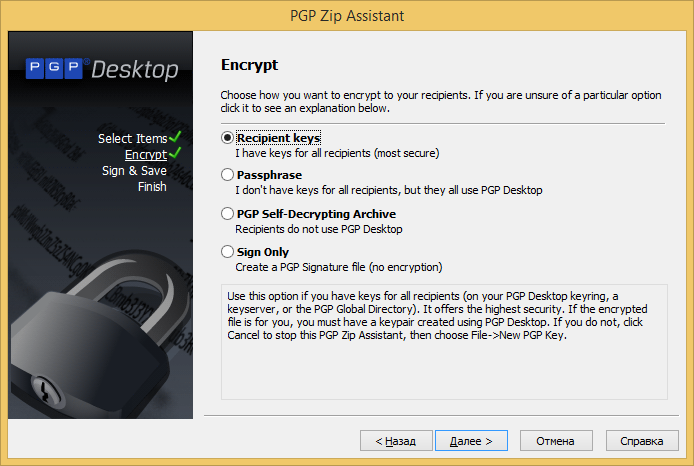 PGP Zip Assistant
PGP® Desktop
Select Items
Encrypt
Sign & Save
Finish
Encrypt
Choose how you want to encrypt to your recipients. If you are unsure of a particular option
click it to see an explanation below.
Recipient keys
I have keys for all recipients (most secure)
Passphrase
I don't have keys for all recipients, but they all use PGP Desktop
PGP Self-Decrypting Archive
Recipients do not use PGP Desktop
Sign Only
Create a PGP Signature file (no encryption)
Use this option if you have keys for all recipients (on your PGP Desktop keyring, a
keyserver, or the PGP Global Directory). It offers the highest security. If the encrypted
file is for you, you must have a keypair created using PGP Desktop. If you do not, click
Cancel to stop this PGP Zip Assistant, then choose File->New PGP Key.
< Назад
Далее >
Отмена
Справка